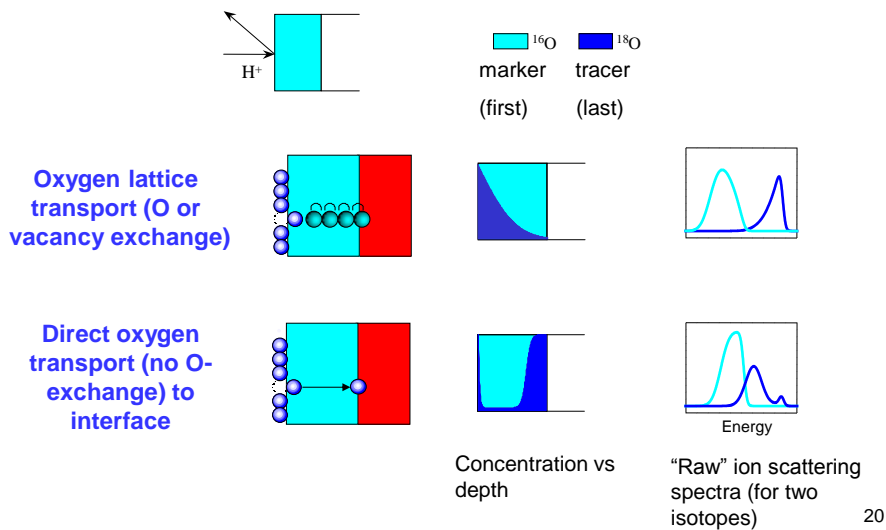 H⁺
¹⁶O
¹⁸O
marker
tracer
(first)
(last)
Oxygen lattice
transport (O or
vacancy exchange)
Direct oxygen
transport (no O-
exchange) to
interface
Energy
Concentration vs
depth
“Raw” ion scattering
spectra (for two
isotopes)
20